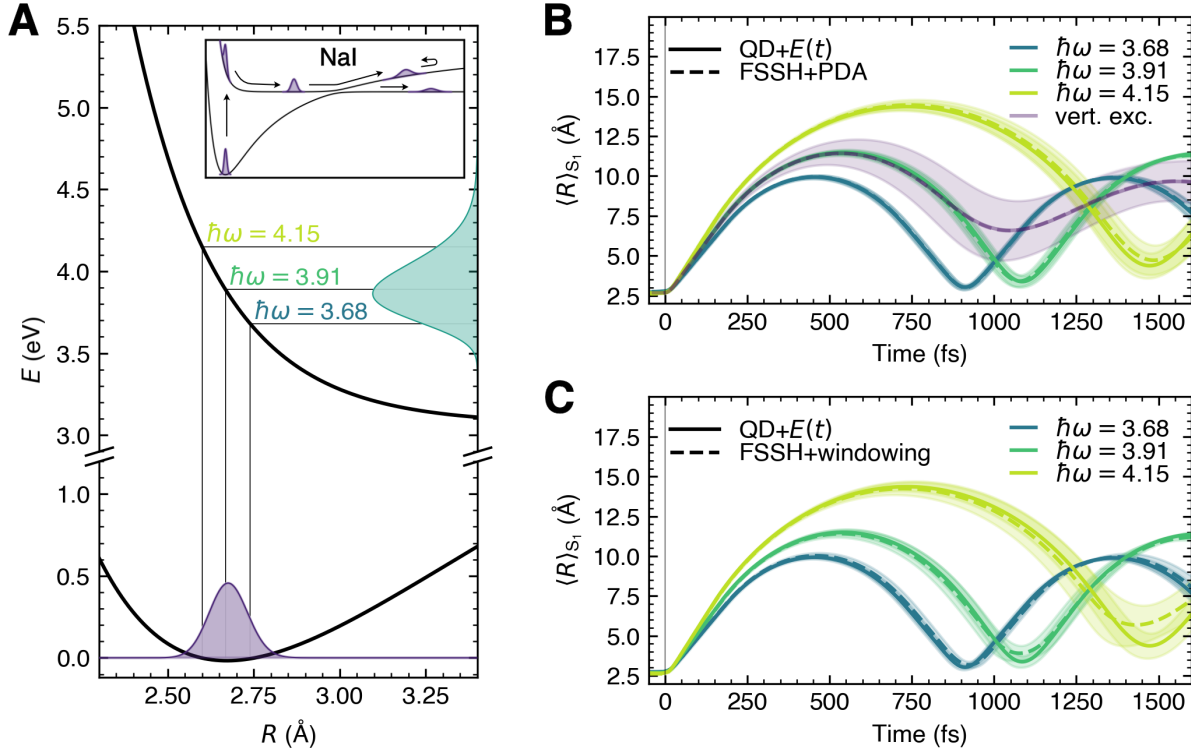 A
5.5
5.0
4.5
4.0
3.5
3.0
1.0
0.5
0.0
E (eV)
2.50
2.75
3.00
3.25
R (Å)
NaI
ħω = 4.15
ħω = 3.91
ħω = 3.68
B
17.5
15.0
12.5
10.0
7.5
5.0
2.5
⟨R⟩S₁ (Å)
QD+E(t)
FSSH+PDA
ħω = 3.68
ħω = 3.91
ħω = 4.15
vert. exc.
0
250
500
750
1000
1250
1500
Time (fs)
C
17.5
15.0
12.5
10.0
7.5
5.0
2.5
⟨R⟩S₁ (Å)
QD+E(t)
FSSH+windowing
ħω = 3.68
ħω = 3.91
ħω = 4.15
0
250
500
750
1000
1250
1500
Time (fs)